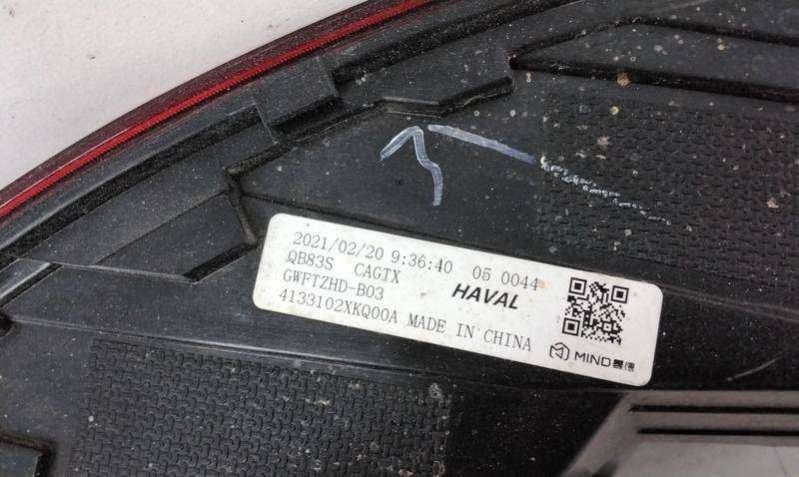 2021/02/20 9:36:40 05 0044
QB83S CAGTX
GWFTZHD-B03 HAVAL
4133102XKQ00A MADE IN CHINA
MIND